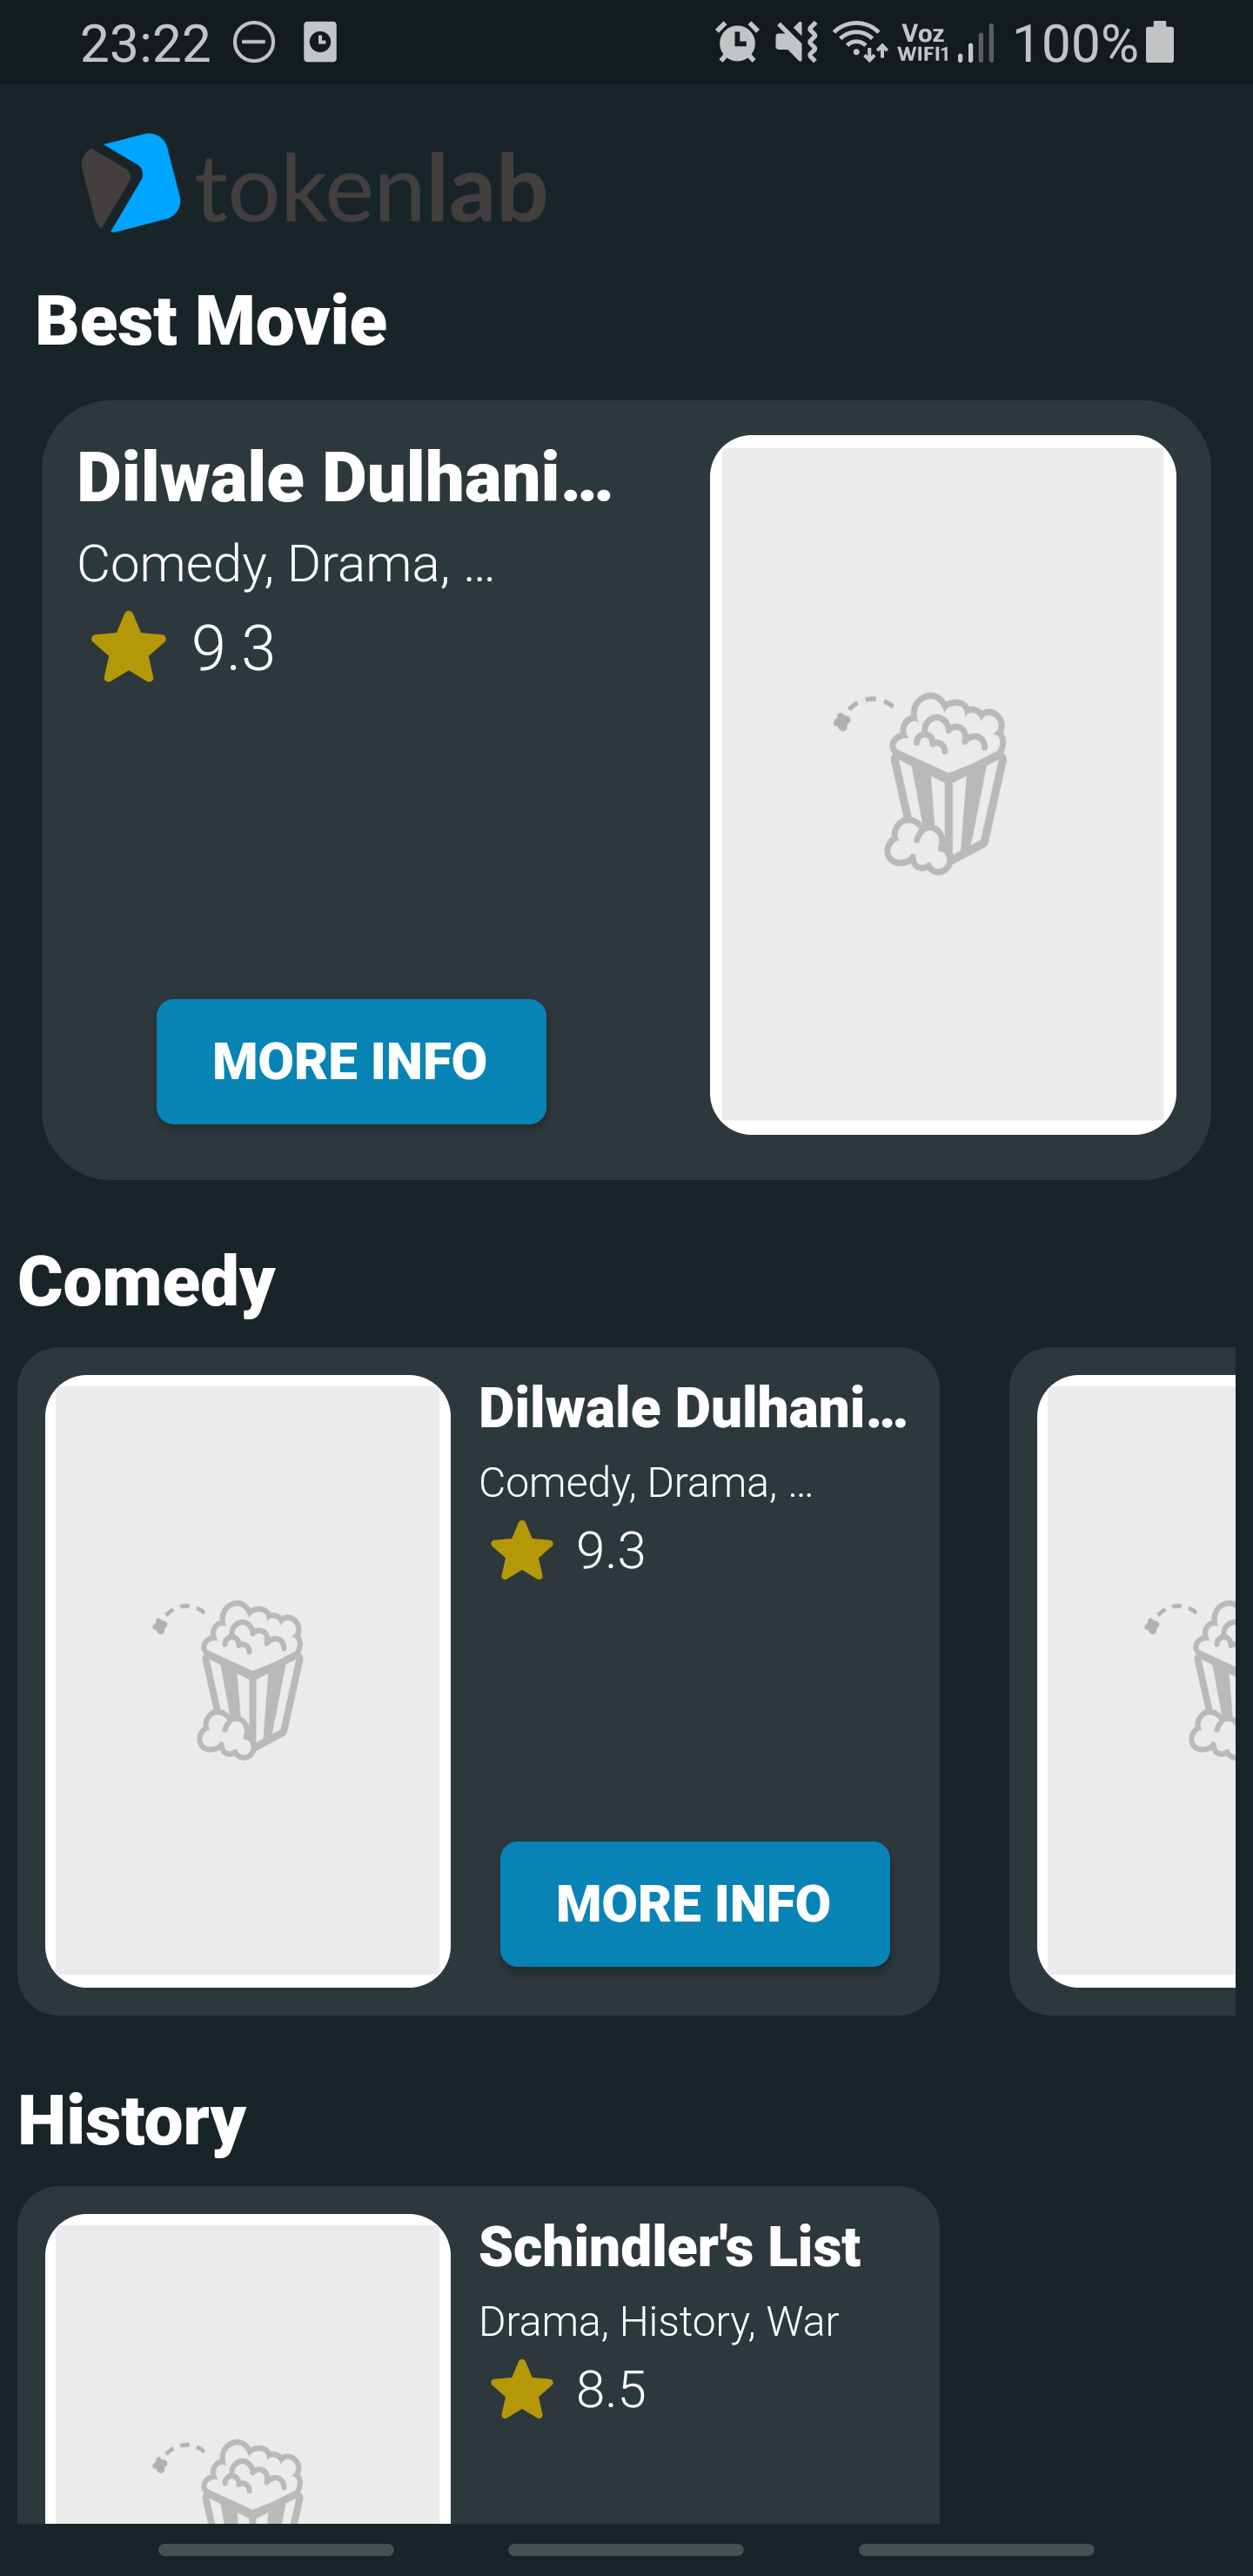 23:22
Voz
WIFI1
100%
tokenlab
Best Movie
Dilwale Dulhani...
Comedy, Drama, ...
9.3
MORE INFO
Comedy
Dilwale Dulhani...
Comedy, Drama, ...
9.3
MORE INFO
History
Schindler's List
Drama, History, War
8.5